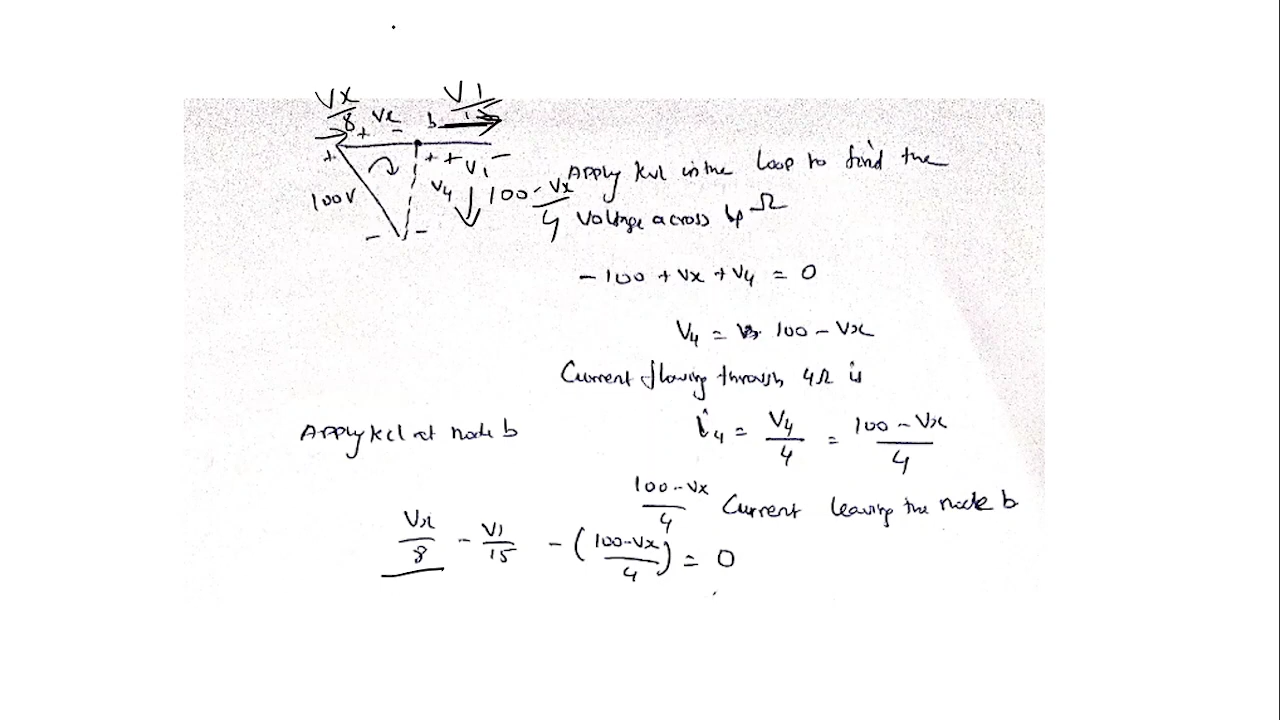 Vx/8
V1/15
+ Vx - b
+ + + V1 -
100V
V4
100-Vx/4
- -
Apply kvl in the loop to find the
Voltage across 4Ω
- 100 + Vx + V4 = 0
V4 = 100 - Vx
Current flowing through 4Ω is
Apply kcl at node b
i4 = V4/4 = 100 - Vx/4
100-Vx/4 Current leaving the node b
Vx/8 - V1/15 - (100-Vx/4) = 0